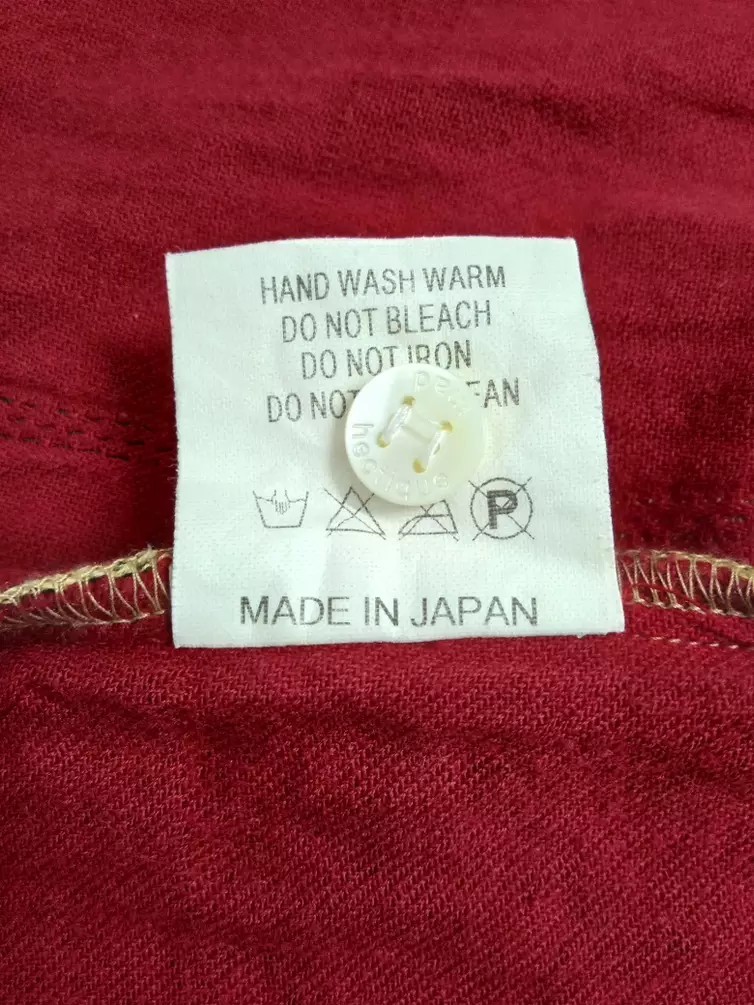 HAND WASH WARM
DO NOT BLEACH
DO NOT IRON
DO NOT
P
MADE IN JAPAN